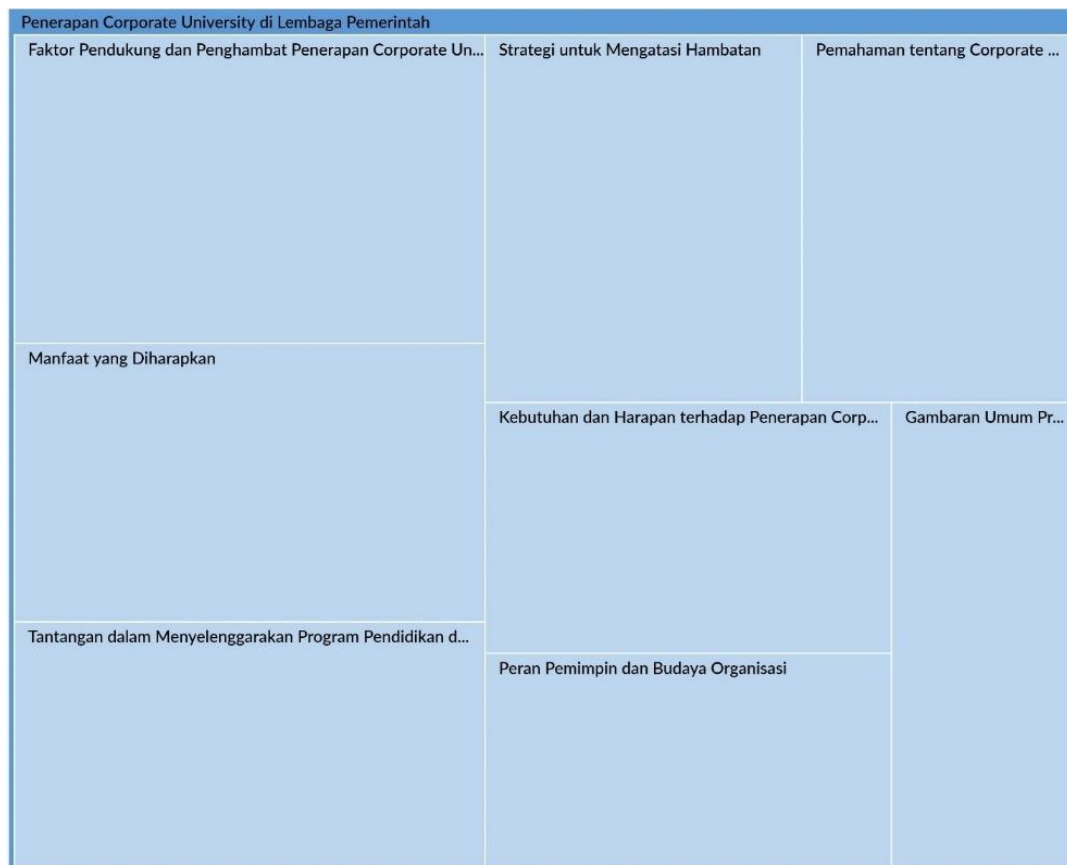 Penerapan Corporate University di Lembaga Pemerintah
Faktor Pendukung dan Penghambat Penerapan Corporate Un...
Strategi untuk Mengatasi Hambatan
Pemahaman tentang Corporate ...
Manfaat yang Diharapkan
Kebutuhan dan Harapan terhadap Penerapan Corp...
Gambaran Umum Pr...
Tantangan dalam Menyelenggarakan Program Pendidikan d...
Peran Pemimpin dan Budaya Organisasi